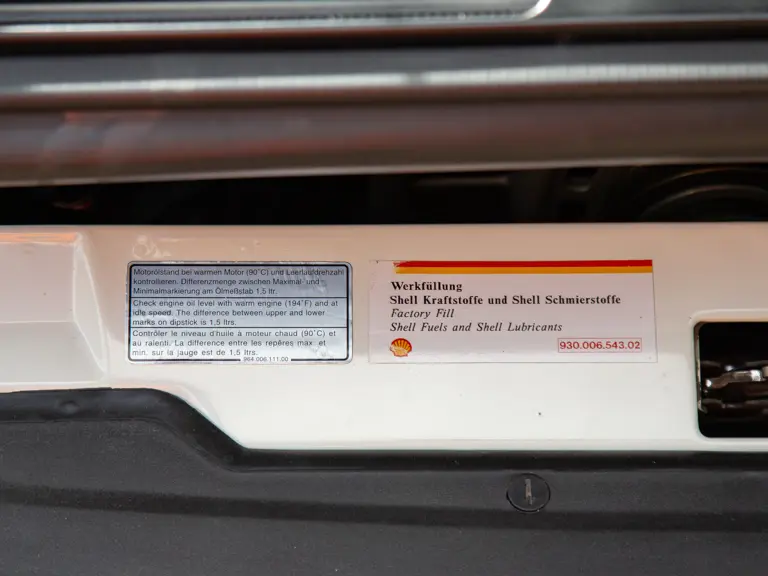 Motorölstand bei warmen Motor (90°C) und Leerlaufdrehzahl
kontrollieren. Differenzmenge zwischen Maximal- und
Minimalmarkierung am Ölmeßstab 1,5 ltr.
Check engine oil level with warm engine (194°F) and at
idle speed. The difference between upper and lower
marks on dipstick is 1,5 ltrs.
Contrôler le niveau d'huile à moteur chaud (90°C) et
au ralenti. La difference entre les repères max. et
min. sur la jauge est de 1,5 ltrs.
964.006.111.00
Werkfüllung
Shell Kraftstoffe und Shell Schmierstoffe
Factory Fill
Shell Fuels and Shell Lubricants
930.006.543.02